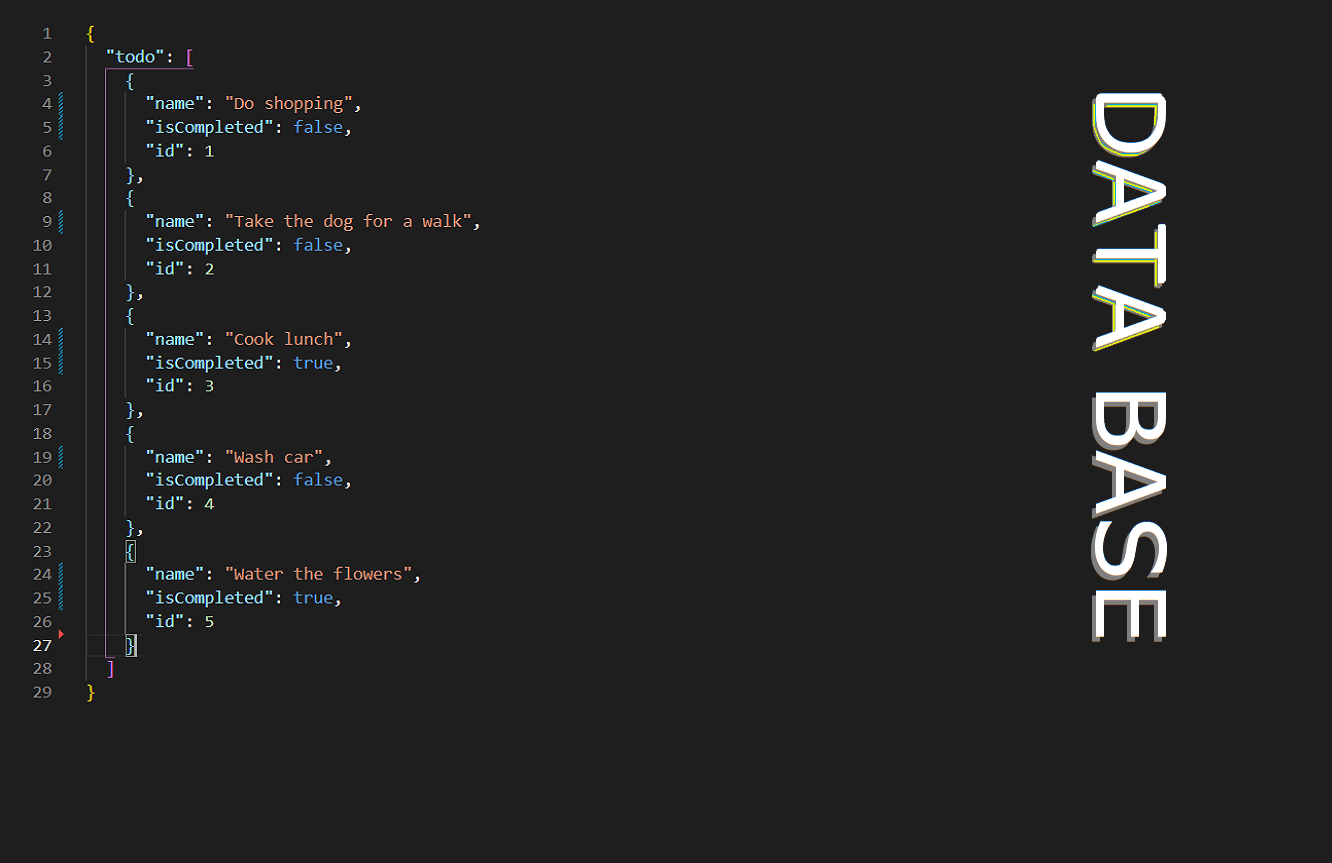 1 {
2   "todo": [
3     {
4       "name": "Do shopping",
5       "isCompleted": false,
6       "id": 1
7     },
8     {
9       "name": "Take the dog for a walk",
10       "isCompleted": false,
11       "id": 2
12     },
13     {
14       "name": "Cook lunch",
15       "isCompleted": true,
16       "id": 3
17     },
18     {
19       "name": "Wash car",
20       "isCompleted": false,
21       "id": 4
22     },
23     {
24       "name": "Water the flowers",
25       "isCompleted": true,
26       "id": 5
27     }
28   ]
29 }
DATA BASE